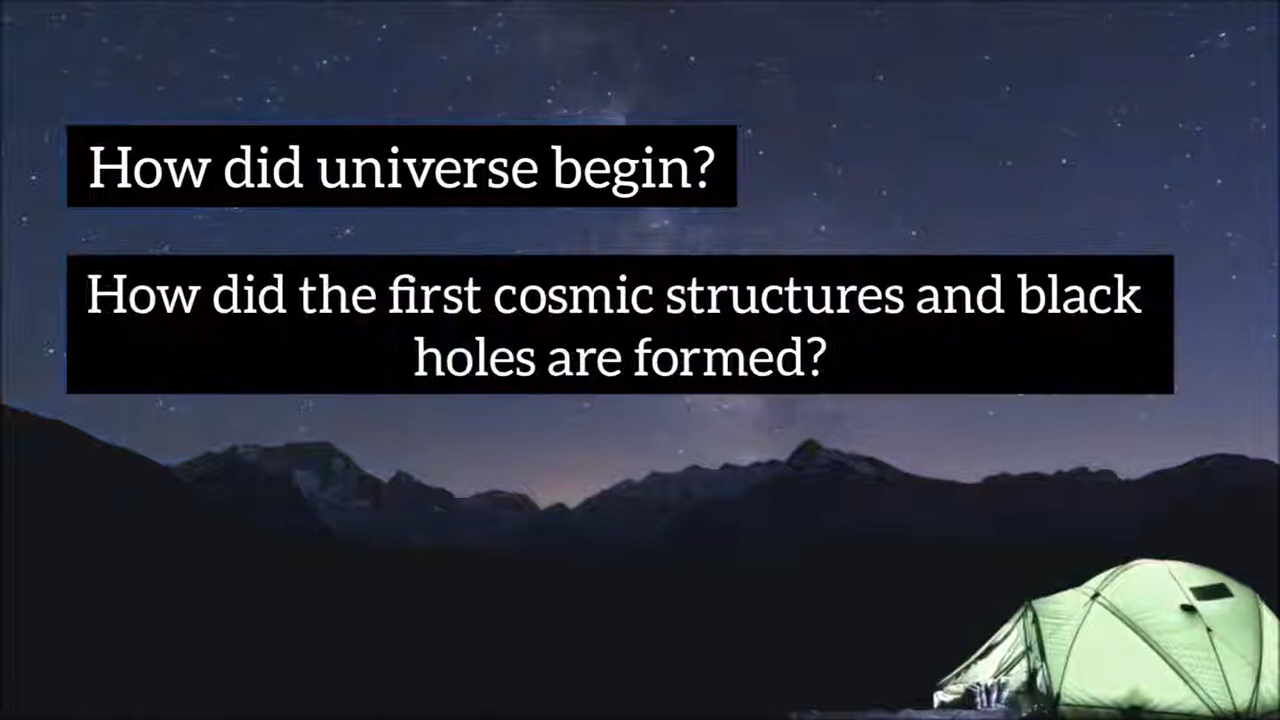 How did universe begin?
How did the first cosmic structures and black
holes are formed?